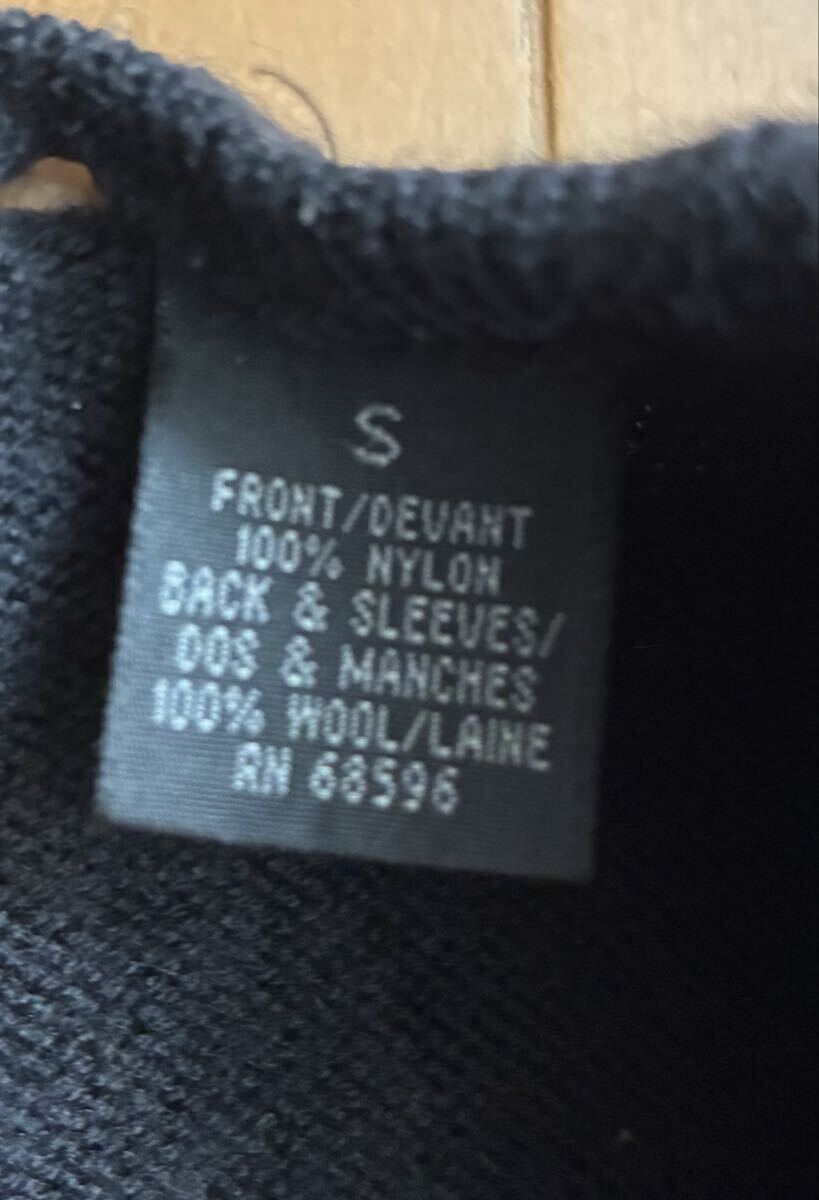 S
FRONT/DEVANT
100% NYLON
BACK & SLEEVES/
DOS & MANCHES
100% WOOL/LAINE
RN 68596